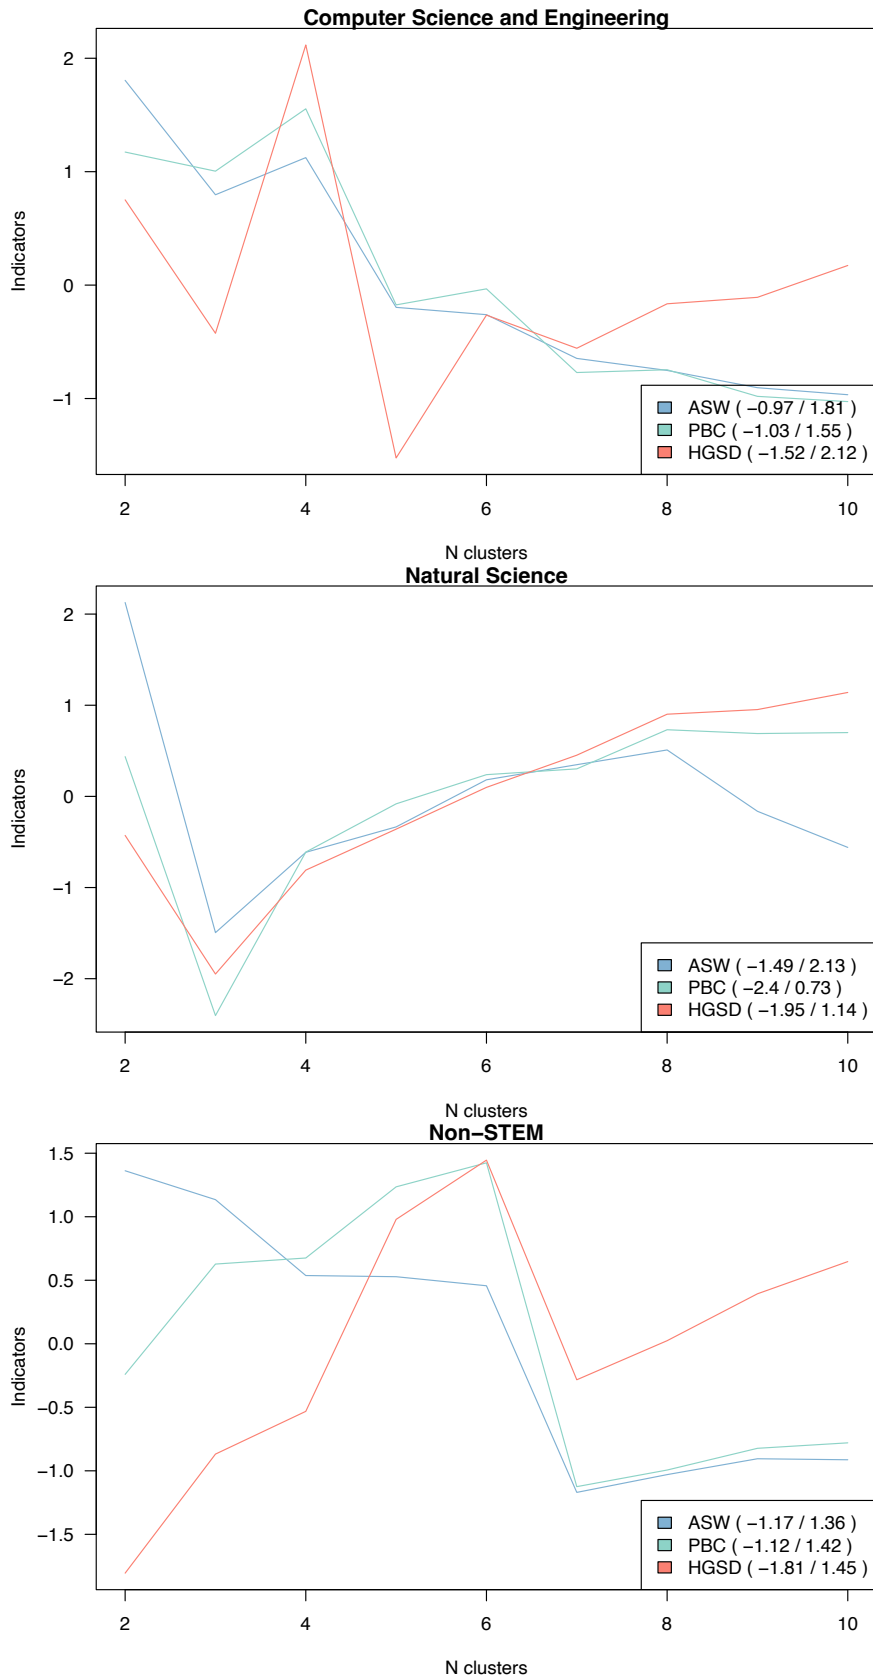 Computer Science and Engineering
2
1
0
−1
Indicators
ASW ( −0.97 / 1.81 )
PBC ( −1.03 / 1.55 )
HGSD ( −1.52 / 2.12 )
2 4 6 8 10
N clusters
Natural Science
2
1
0
−1
−2
Indicators
ASW ( −1.49 / 2.13 )
PBC ( −2.4 / 0.73 )
HGSD ( −1.95 / 1.14 )
2 4 6 8 10
N clusters
Non−STEM
1.5
1.0
0.5
0.0
−0.5
−1.0
−1.5
Indicators
ASW ( −1.17 / 1.36 )
PBC ( −1.12 / 1.42 )
HGSD ( −1.81 / 1.45 )
2 4 6 8 10
N clusters